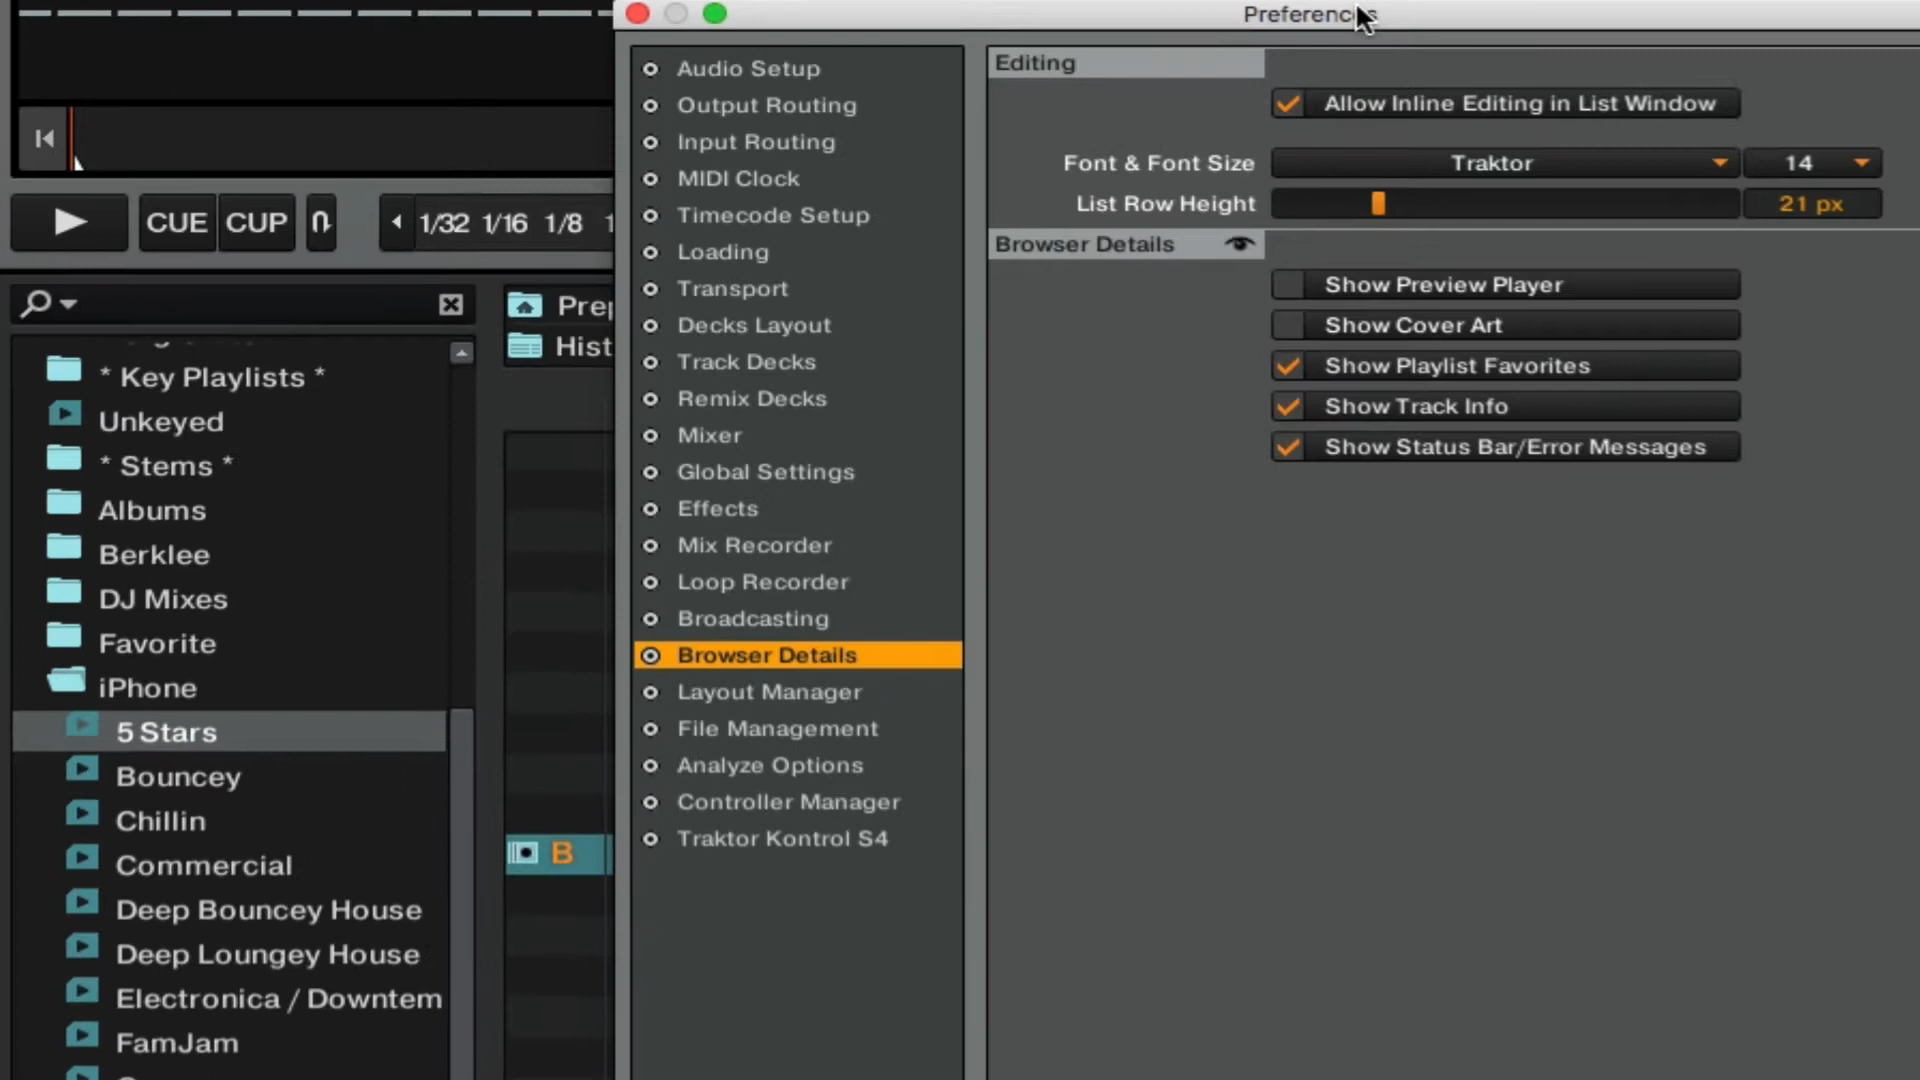 Preferences
Audio Setup
Output Routing
Input Routing
MIDI Clock
Timecode Setup
Loading
Transport
Decks Layout
Track Decks
Remix Decks
Mixer
Global Settings
Effects
Mix Recorder
Loop Recorder
Broadcasting
Browser Details
Layout Manager
File Management
Analyze Options
Controller Manager
Traktor Kontrol S4
Editing
Allow Inline Editing in List Window
Font & Font Size Traktor 14
List Row Height 21 px
Browser Details
Show Preview Player
Show Cover Art
Show Playlist Favorites
Show Track Info
Show Status Bar/Error Messages
CUE CUP 1/32 1/16 1/8
Prep
Hist
* Key Playlists *
Unkeyed
* Stems *
Albums
Berklee
DJ Mixes
Favorite
iPhone
5 Stars
Bouncey
Chillin
Commercial
Deep Bouncey House
Deep Loungey House
Electronica / Downtem
FamJam
B